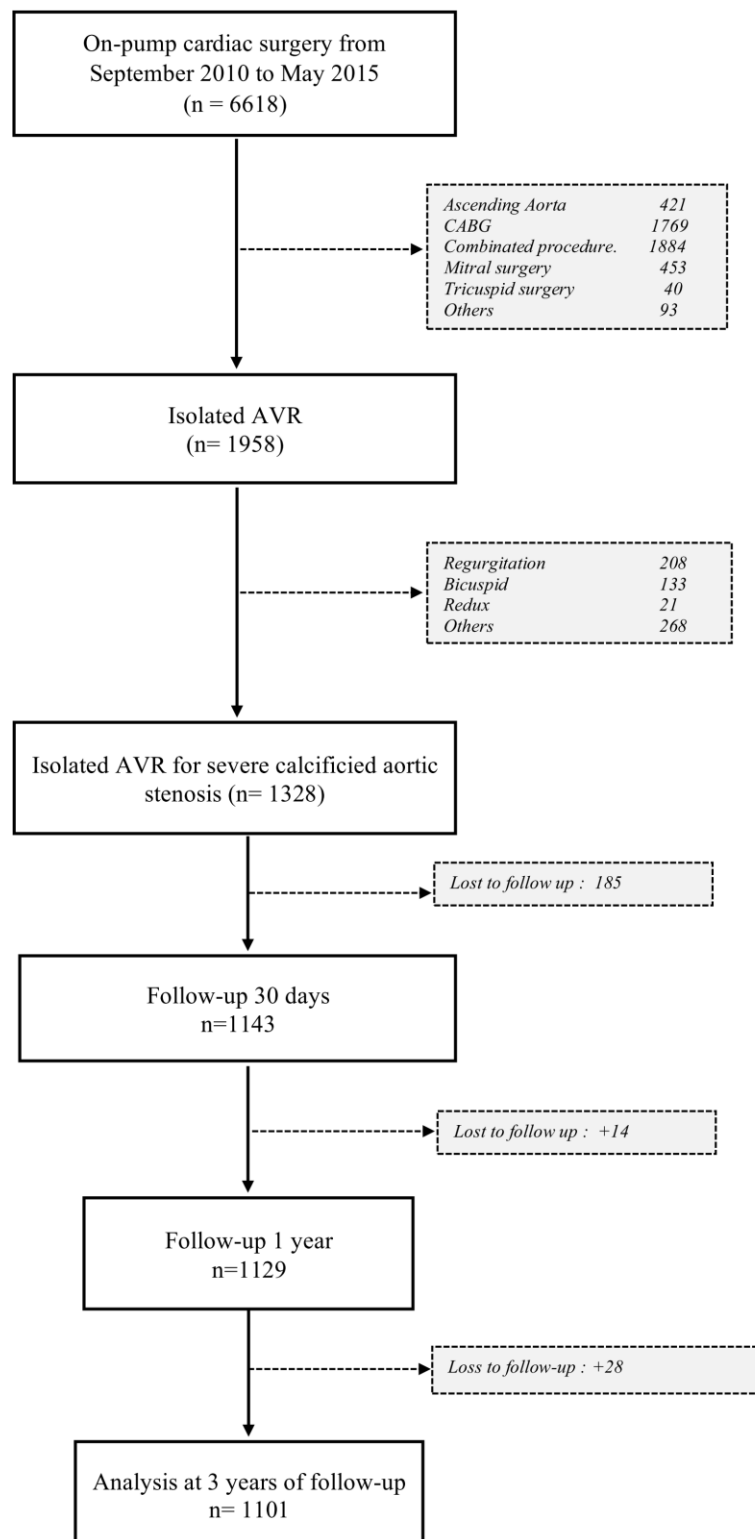 On-pump cardiac surgery from
September 2010 to May 2015
(n = 6618)
Ascending Aorta 421
CABG 1769
Combinated procedure. 1884
Mitral surgery 453
Tricuspid surgery 40
Others 93
Isolated AVR
(n= 1958)
Regurgitation 208
Bicuspid 133
Redux 21
Others 268
Isolated AVR for severe calcificied aortic
stenosis (n= 1328)
Lost to follow up : 185
Follow-up 30 days
n=1143
Lost to follow up : +14
Follow-up 1 year
n=1129
Loss to follow-up : +28
Analysis at 3 years of follow-up
n= 1101